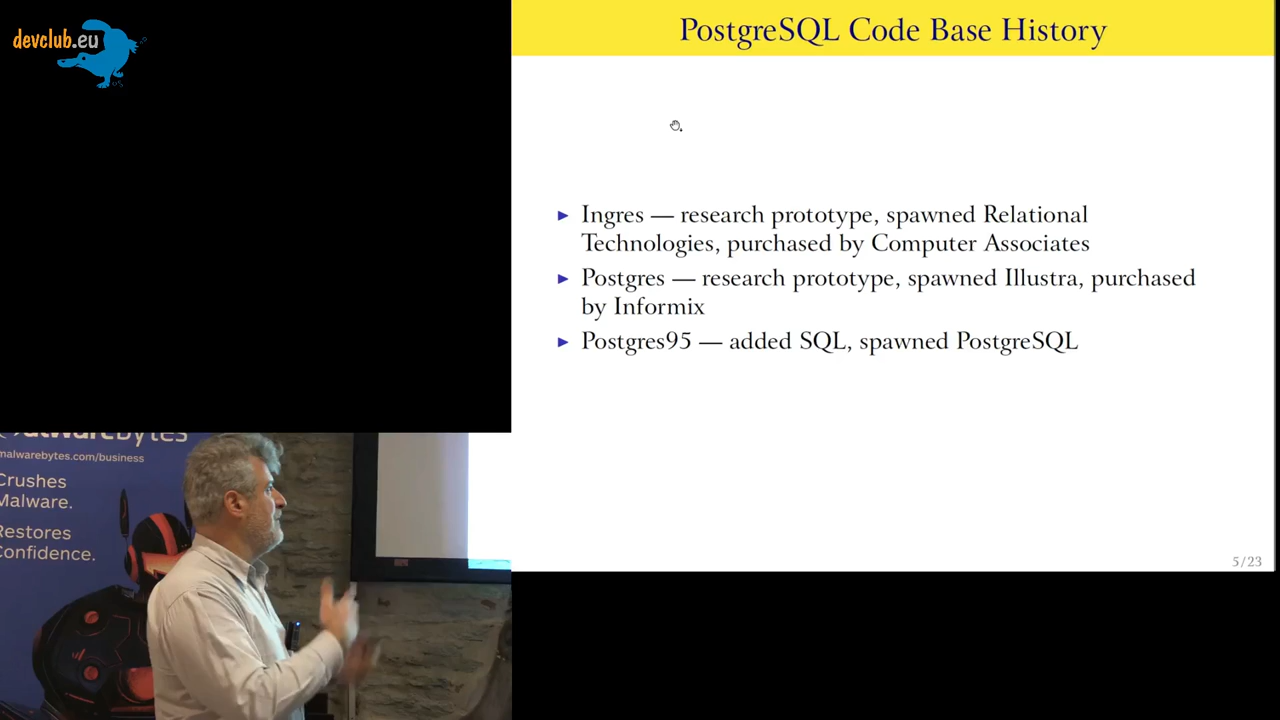 devclub.eu
PostgreSQL Code Base History
▶ Ingres — research prototype, spawned Relational
Technologies, purchased by Computer Associates
▶ Postgres — research prototype, spawned Illustra, purchased
by Informix
▶ Postgres95 — added SQL, spawned PostgreSQL
5/23
malwarebytes.com/business
Crushes
Malware.
Restores
Confidence.